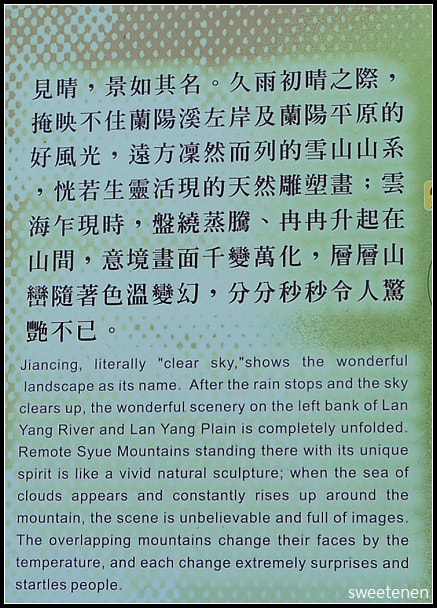 見晴，景如其名。久雨初晴之際，
掩映不住蘭陽溪左岸及蘭陽平原的
好風光，遠方凜然而列的雪山山系
，恍若生靈活現的天然雕塑畫；雲
海乍現時，盤繞蒸騰、冉冉升起在
山間，意境畫面千變萬化，層層山
巒隨著色溫變幻，分分秒秒令人驚
艷不已。
Jiancing, literally "clear sky,"shows the wonderful
landscape as its name. After the rain stops and the sky
clears up, the wonderful scenery on the left bank of Lan
Yang River and Lan Yang Plain is completely unfolded.
Remote Syue Mountains standing there with its unique
spirit is like a vivid natural sculpture; when the sea of
clouds appears and constantly rises up around the
mountain, the scene is unbelievable and full of images.
The overlapping mountains change their faces by the
temperature, and each change extremely surprises and
startles people.
sweetenen